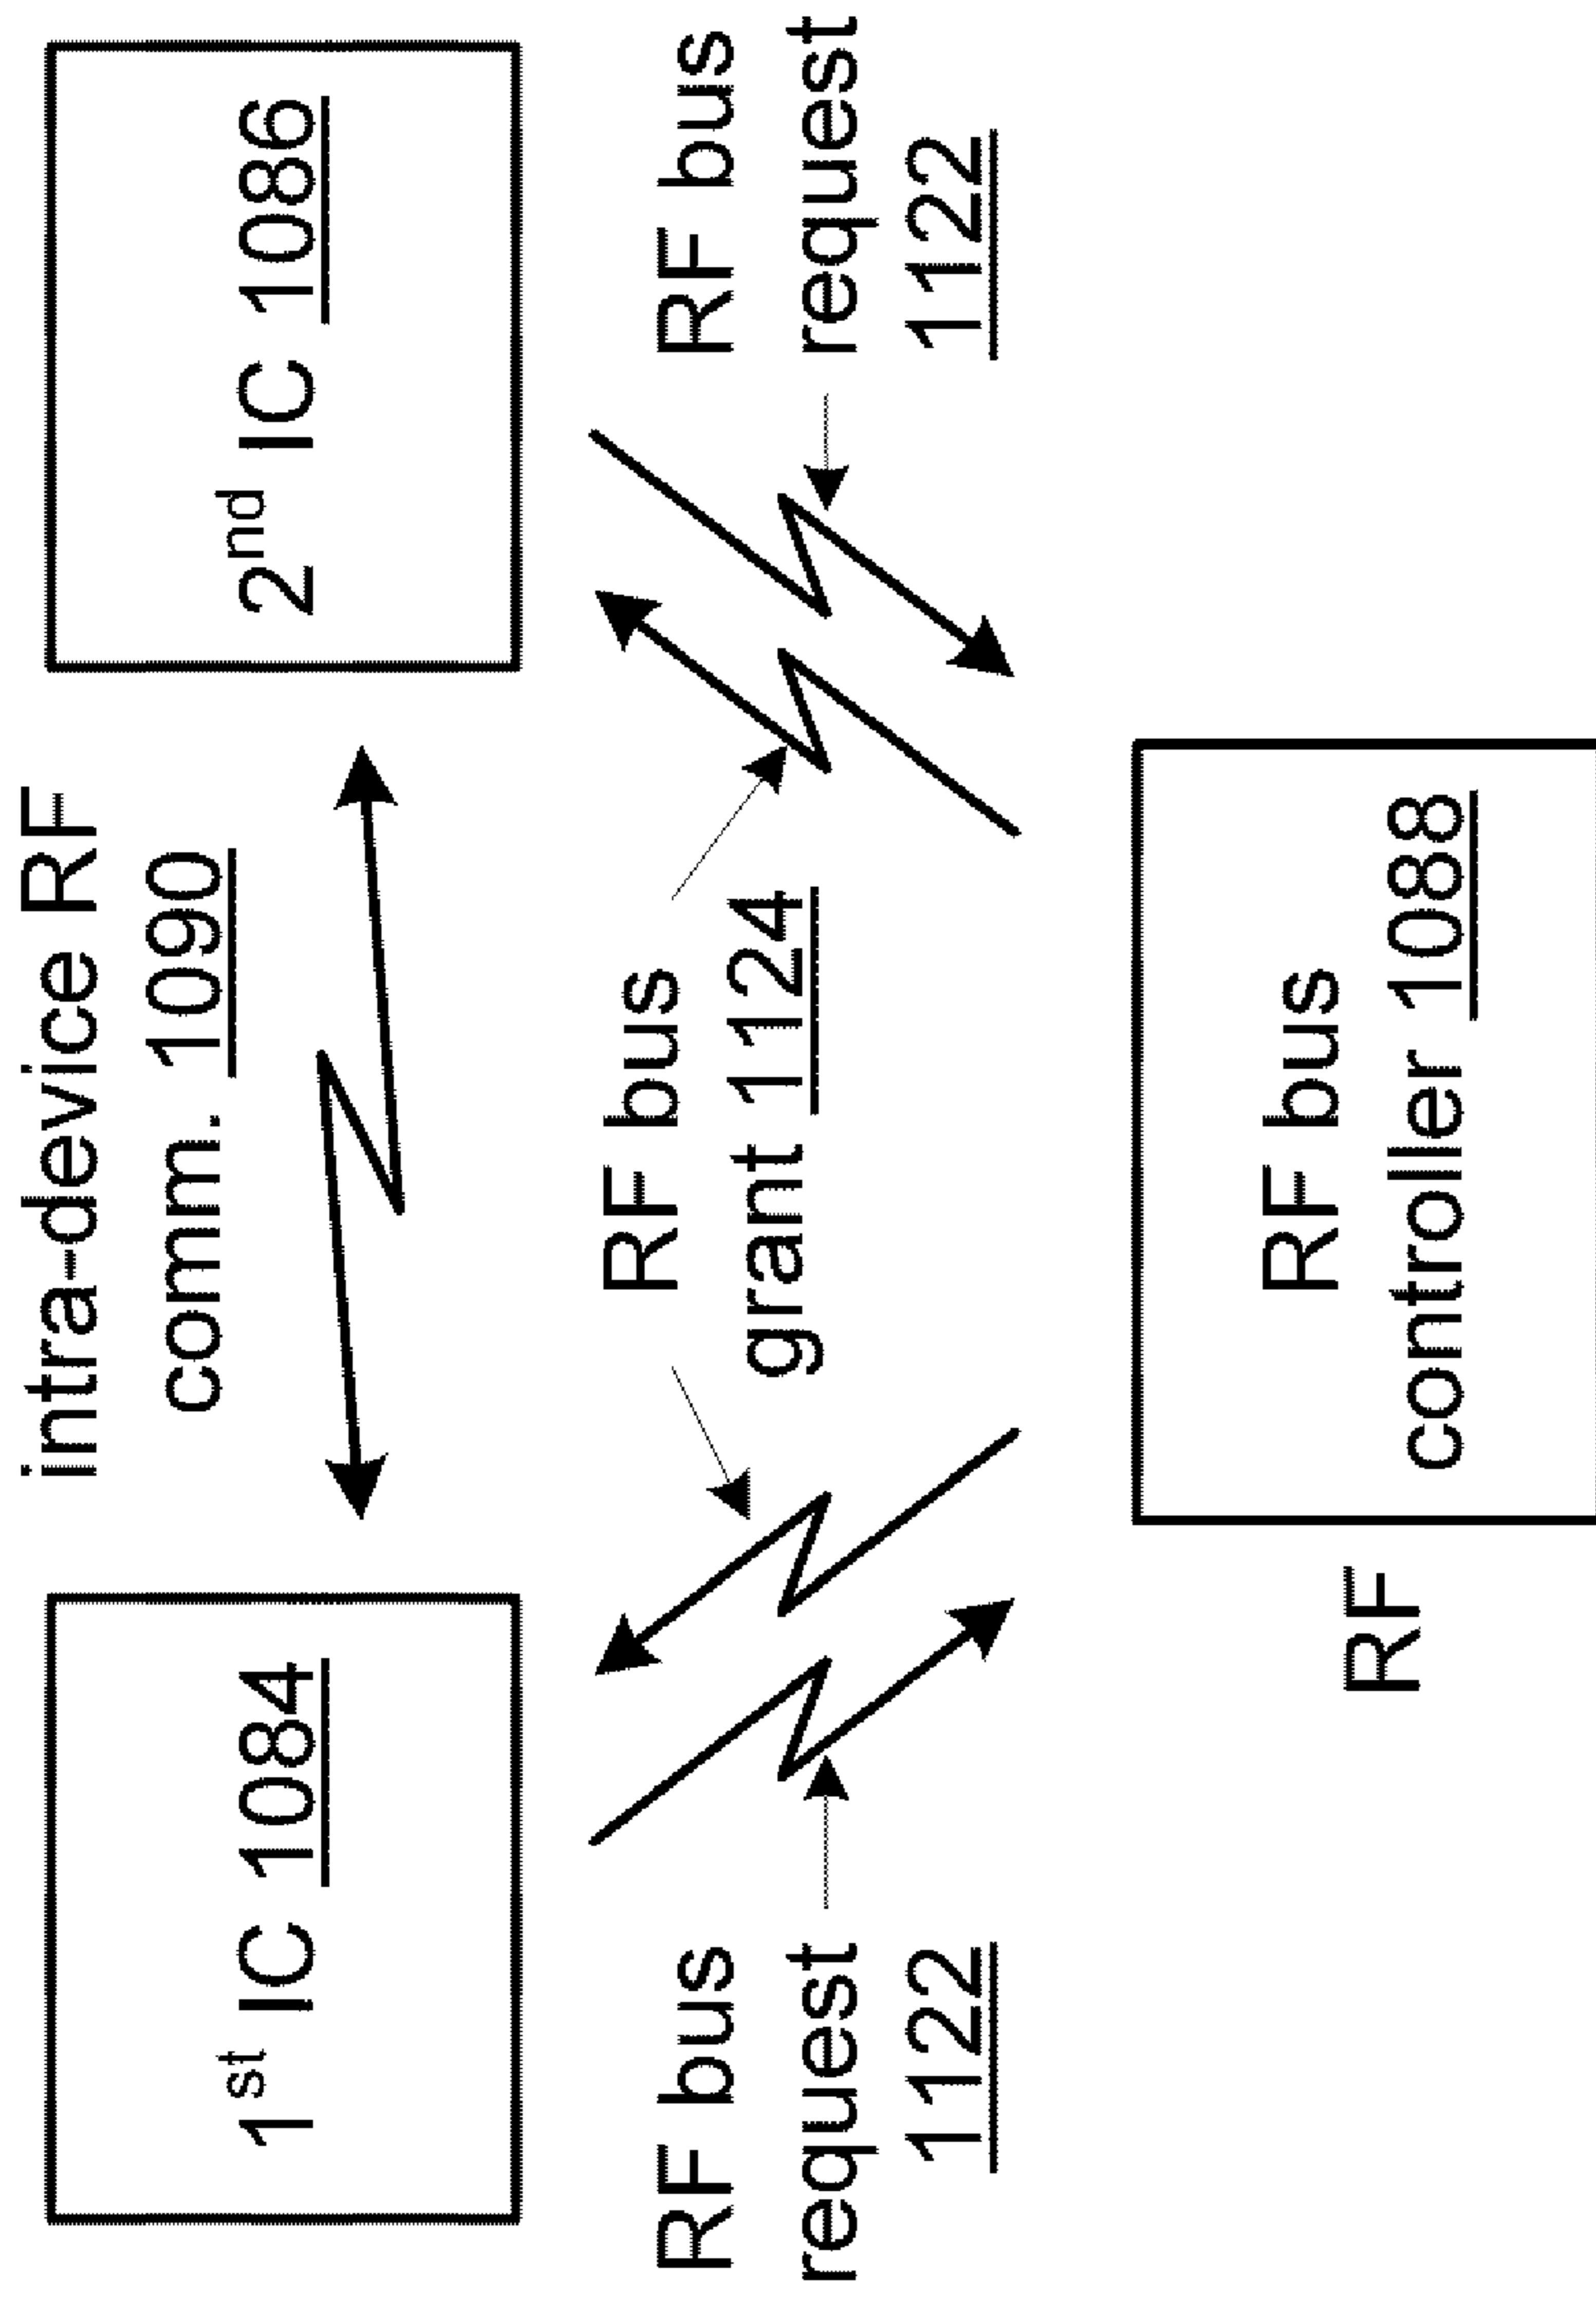 intra-device RF
comm. 1090
1st IC 1084
2nd IC 1086
RF bus
grant 1124
RF bus
request
1122
RF bus
request
1122
RF bus
controller 1088
RF